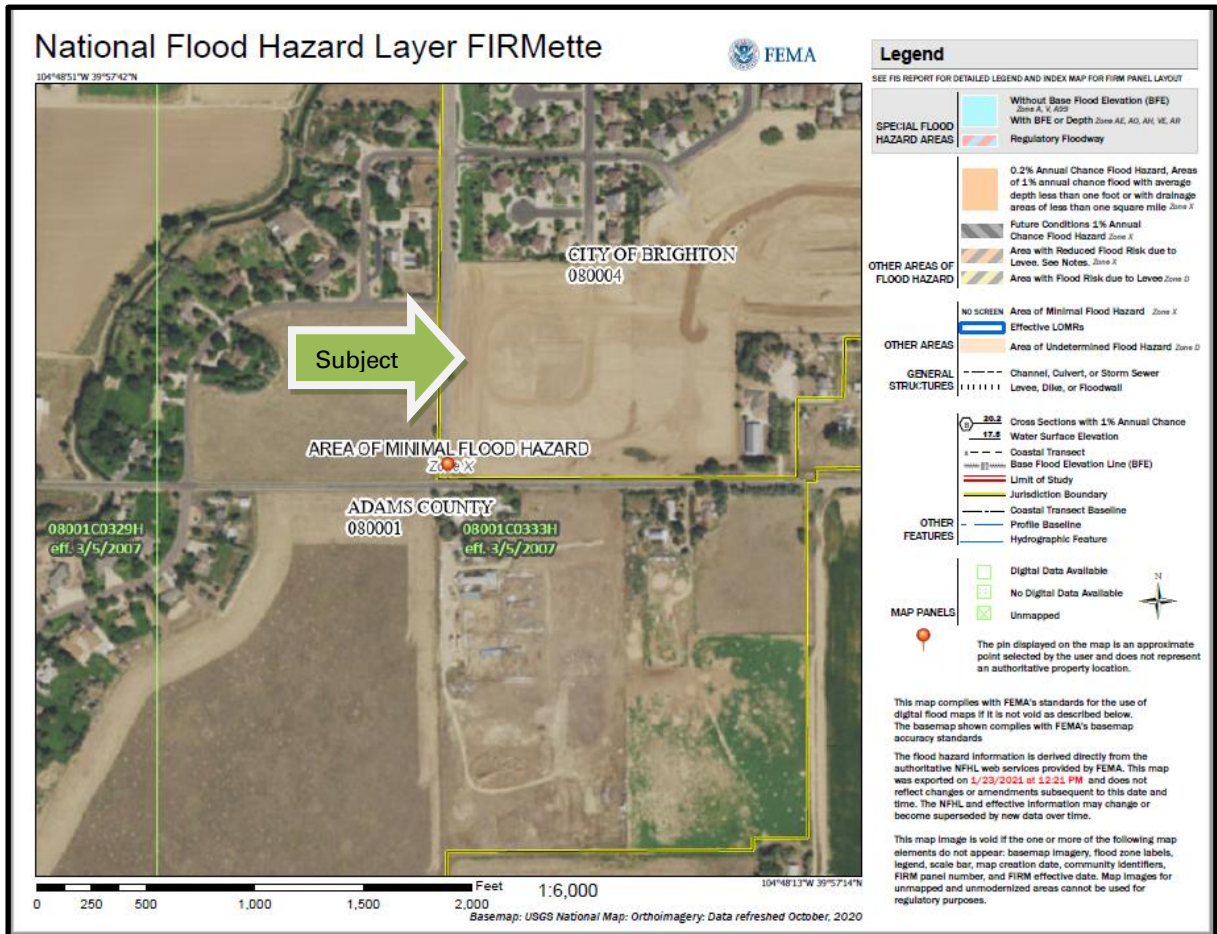 National Flood Hazard Layer FIRMette
FEMA
104°48'51"W 39°57'42"N
CITY OF BRIGHTON
080004
Subject
AREA OF MINIMAL FLOOD HAZARD
Zone X
ADAMS COUNTY
080001
08001C0329H
eff. 3/5/2007
08001C0333H
eff. 3/5/2007
Feet
1:6,000
104°48'13"W 39°57'14"N
0 250 500 1,000 1,500 2,000
Basemap: USGS National Map: Orthoimagery: Data refreshed October, 2020
Legend
SEE FIS REPORT FOR DETAILED LEGEND AND INDEX MAP FOR FIRM PANEL LAYOUT
SPECIAL FLOOD
HAZARD AREAS
Without Base Flood Elevation (BFE)
Zone A, V, A99
With BFE or Depth Zone AE, AO, AH, VE, AR
Regulatory Floodway
OTHER AREAS OF
FLOOD HAZARD
0.2% Annual Chance Flood Hazard, Areas
of 1% annual chance flood with average
depth less than one foot or with drainage
areas of less than one square mile Zone X
Future Conditions 1% Annual
Chance Flood Hazard Zone X
Area with Reduced Flood Risk due to
Levee. See Notes. Zone X
Area with Flood Risk due to Levee Zone D
OTHER AREAS
NO SCREEN Area of Minimal Flood Hazard Zone X
Effective LOMRs
Area of Undetermined Flood Hazard Zone D
GENERAL
STRUCTURES
Channel, Culvert, or Storm Sewer
Levee, Dike, or Floodwall
OTHER
FEATURES
B 20.2 Cross Sections with 1% Annual Chance
17.5 Water Surface Elevation
8 Coastal Transect
Base Flood Elevation Line (BFE)
Limit of Study
Jurisdiction Boundary
Coastal Transect Baseline
Profile Baseline
Hydrographic Feature
MAP PANELS
Digital Data Available
No Digital Data Available
Unmapped
N
The pin displayed on the map is an approximate
point selected by the user and does not represent
an authoritative property location.
This map complies with FEMA's standards for the use of
digital flood maps if it is not void as described below.
The basemap shown complies with FEMA's basemap
accuracy standards
The flood hazard information is derived directly from the
authoritative NFHL web services provided by FEMA. This map
was exported on 1/23/2021 at 12:21 PM and does not
reflect changes or amendments subsequent to this date and
time. The NFHL and effective information may change or
become superseded by new data over time.
This map image is void if the one or more of the following map
elements do not appear: basemap imagery, flood zone labels,
legend, scale bar, map creation date, community identifiers,
FIRM panel number, and FIRM effective date. Map images for
unmapped and unmodernized areas cannot be used for
regulatory purposes.